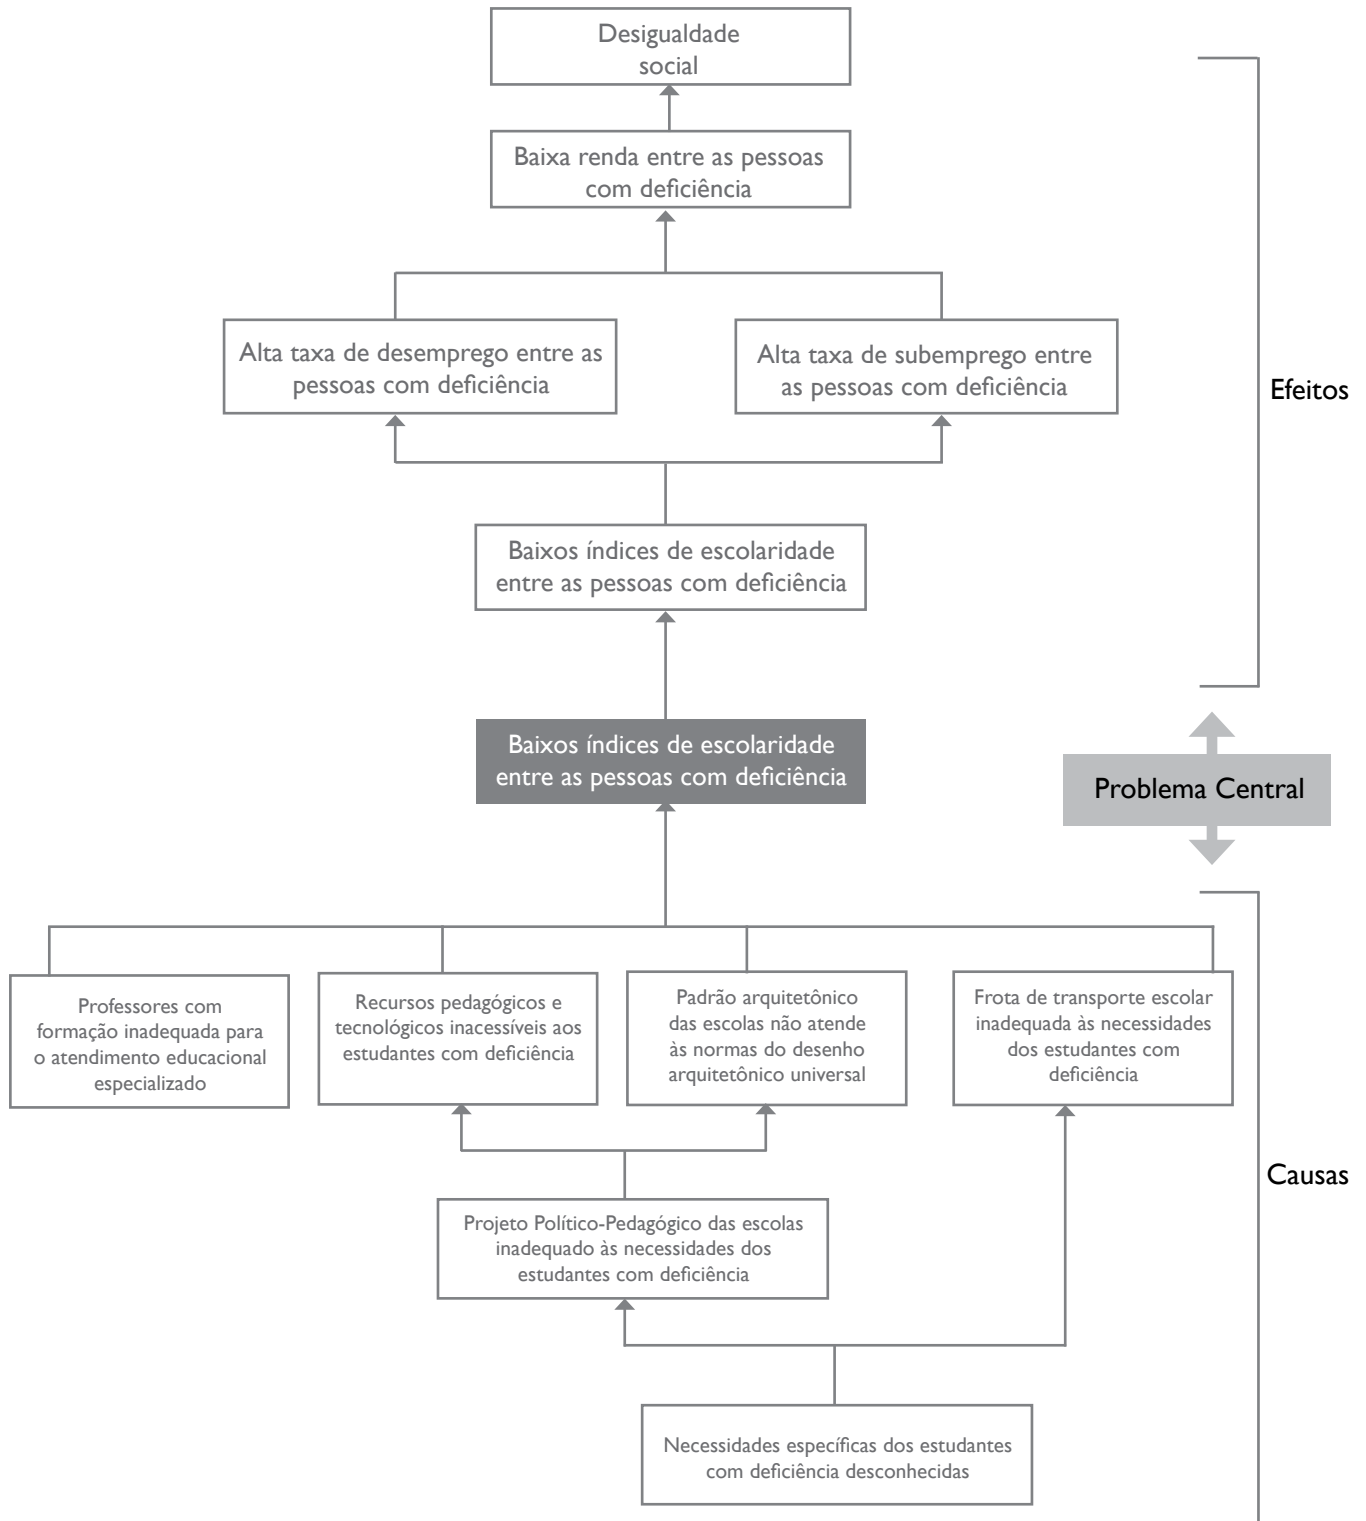 Desigualdade
social
Baixa renda entre as pessoas
com deficiência
Alta taxa de desemprego entre as
pessoas com deficiência
Alta taxa de subemprego entre
as pessoas com deficiência
Efeitos
Baixos índices de escolaridade
entre as pessoas com deficiência
Baixos índices de escolaridade
entre as pessoas com deficiência
Problema Central
Professores com
formação inadequada para
o atendimento educacional
especializado
Recursos pedagógicos e
tecnológicos inacessíveis aos
estudantes com deficiência
Padrão arquitetônico
das escolas não atende
às normas do desenho
arquitetônico universal
Frota de transporte escolar
inadequada às necessidades
dos estudantes com
deficiência
Causas
Projeto Político-Pedagógico das escolas
inadequado às necessidades dos
estudantes com deficiência
Necessidades específicas dos estudantes
com deficiência desconhecidas